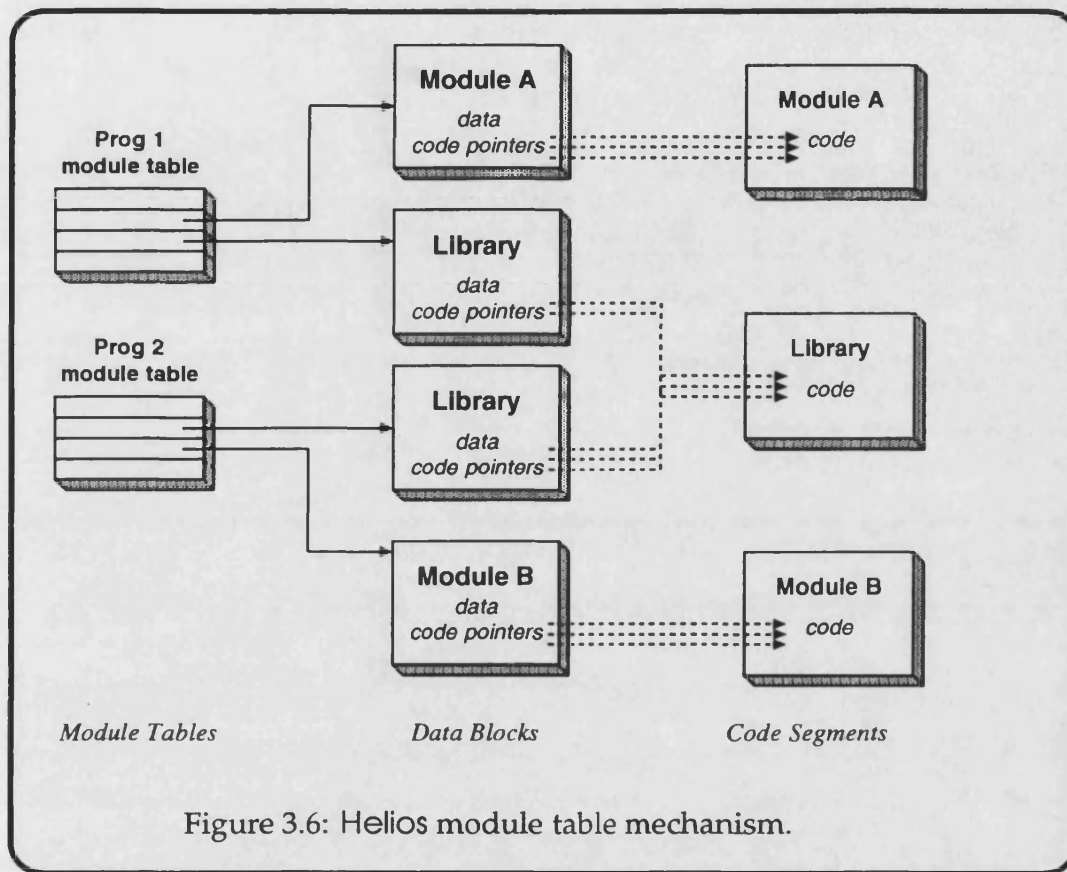 Prog 1
module table
Prog 2
module table
Module A
data
code pointers
Library
data
code pointers
Library
data
code pointers
Module B
data
code pointers
Module A
code
Library
code
Module B
code
Module Tables
Data Blocks
Code Segments
Figure 3.6: Helios module table mechanism.